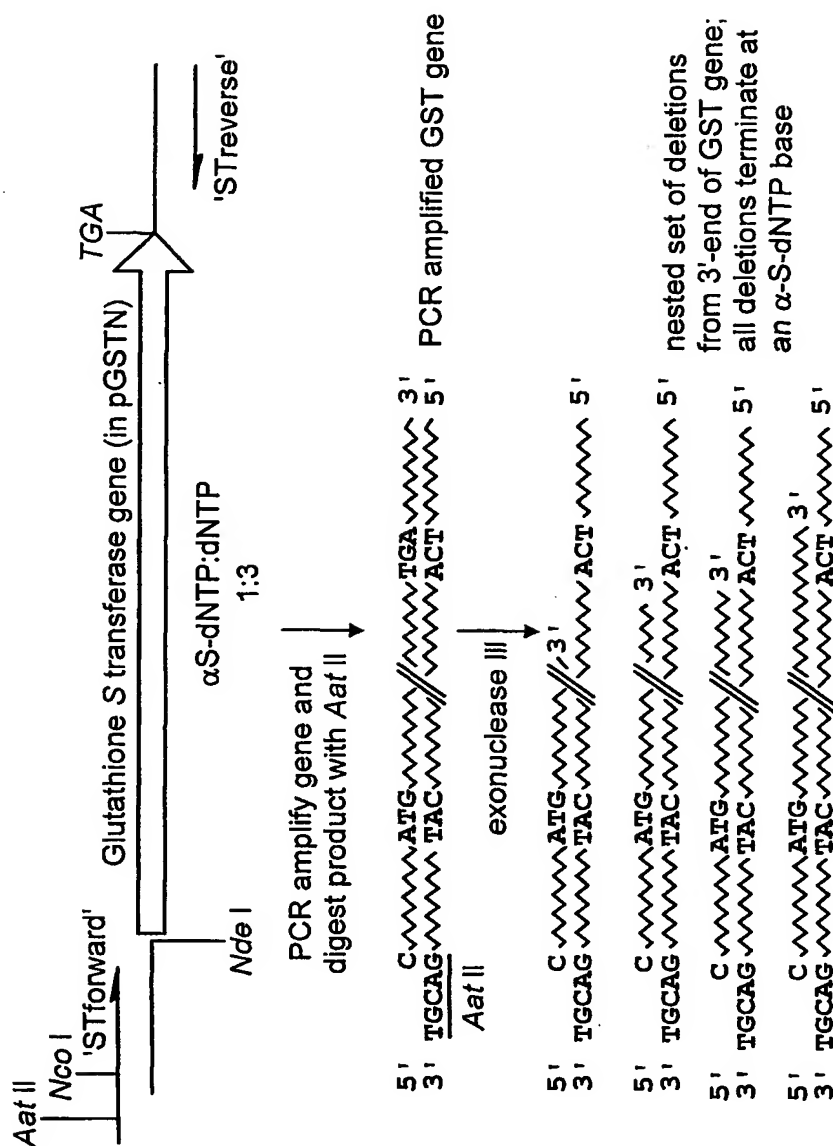 Aat II
Nco I
'STforward'
Nde I
Glutathione S transferase gene (in pGSTN)
TGA
'STreverse'
αS-dNTP:dNTP
1:3
PCR amplify gene and
digest product with Aat II
5' C ATG TGA 3'
3' TGCAG TAC ACT 5'
Aat II
PCR amplified GST gene
exonuclease III
5' C ATG 3'
3' TGCAG TAC ACT 5'
5' C ATG 3'
3' TGCAG TAC ACT 5'
5' C ATG 3'
3' TGCAG TAC ACT 5'
5' C ATG 3'
3' TGCAG TAC ACT 5'
nested set of deletions
from 3'-end of GST gene;
all deletions terminate at
an α-S-dNTP base